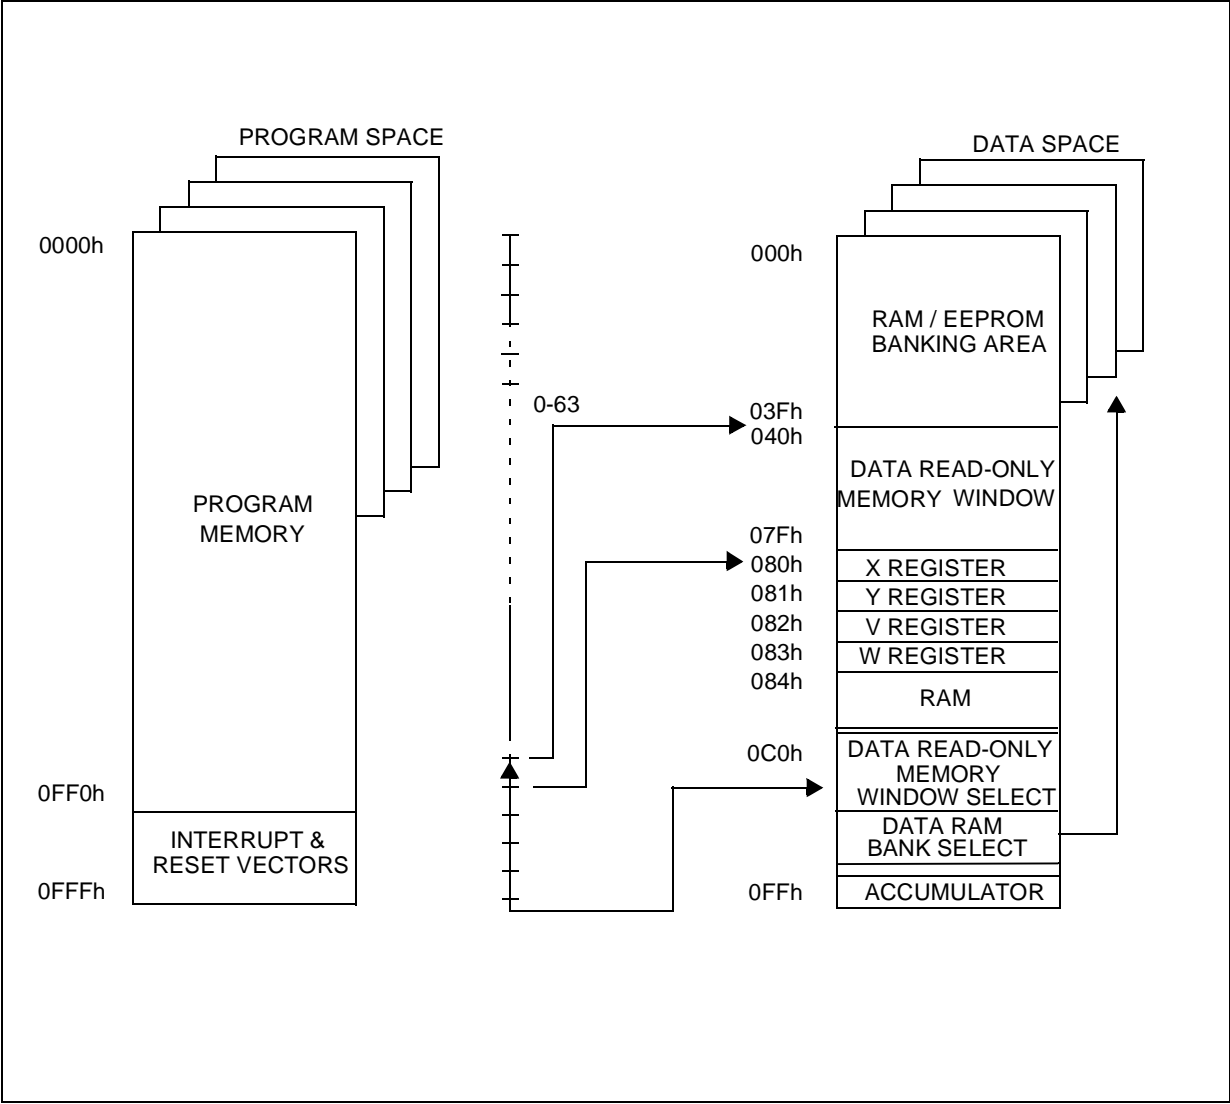 PROGRAM SPACE
0000h
PROGRAM
MEMORY
0FF0h
INTERRUPT &
RESET VECTORS
0FFFh
0-63
DATA SPACE
000h
RAM / EEPROM
BANKING AREA
03Fh
040h
DATA READ-ONLY
MEMORY WINDOW
07Fh
080h
X REGISTER
081h
Y REGISTER
082h
V REGISTER
083h
W REGISTER
084h
RAM
0C0h
DATA READ-ONLY
MEMORY
WINDOW SELECT
DATA RAM
BANK SELECT
0FFh
ACCUMULATOR